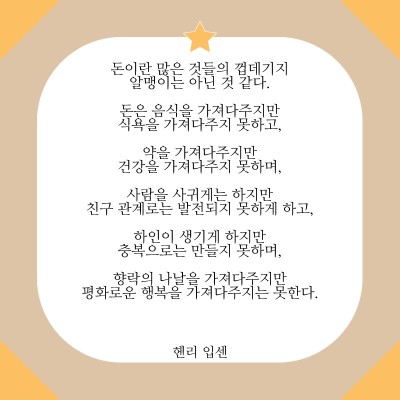 돈이란 많은 것들의 껍데기지
알맹이는 아닌 것 같다.
돈은 음식을 가져다주지만
식욕을 가져다주지 못하고,
약을 가져다주지만
건강을 가져다주지 못하며,
사람을 사귀게는 하지만
친구 관계로는 발전되지 못하게 하고,
하인이 생기게 하지만
충복으로는 만들지 못하며,
향락의 나날을 가져다주지만
평화로운 행복을 가져다주지는 못한다.
헨리 입센